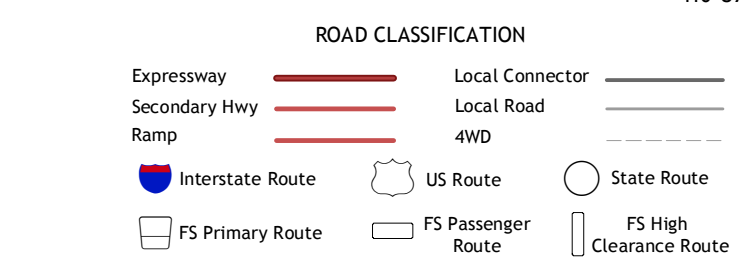 ROAD CLASSIFICATION
Expressway
Local Connector
Secondary Hwy
Local Road
Ramp
4WD
Interstate Route
US Route
State Route
FS Primary Route
FS Passenger
Route
FS High
Clearance Route